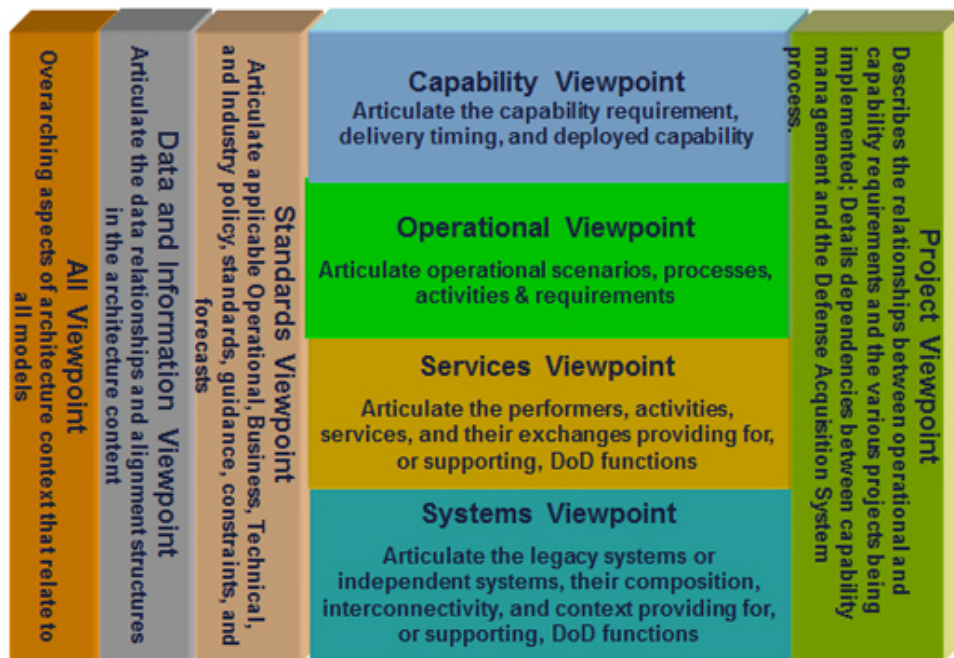 All Viewpoint
Overarching aspects of architecture context that relate to
all models
Data and Information Viewpoint
Articulate the data relationships and alignment structures
in the architecture content
Standards Viewpoint
Articulate applicable Operational, Business, Technical,
and Industry policy, standards, guidance, constraints, and
forecasts
Capability Viewpoint
Articulate the capability requirement,
delivery timing, and deployed capability
Operational Viewpoint
Articulate operational scenarios, processes,
activities & requirements
Services Viewpoint
Articulate the performers, activities,
services, and their exchanges providing for,
or supporting, DoD functions
Systems Viewpoint
Articulate the legacy systems or
independent systems, their composition,
interconnectivity, and context providing for,
or supporting, DoD functions
Project Viewpoint
Describes the relationships between operational and
capability requirements and the various projects being
implemented; Details dependencies between capability
management and the Defense Acquisition System
process.